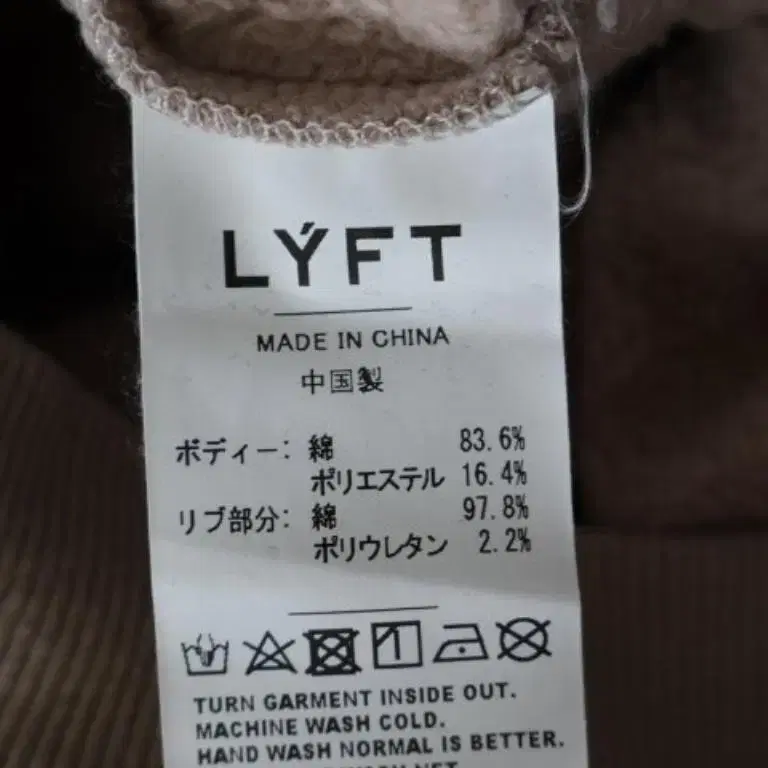 LÝFT
MADE IN CHINA
中国製
ボディー: 綿 83.6%
ポリエステル 16.4%
リブ部分: 綿 97.8%
ポリウレタン 2.2%
TURN GARMENT INSIDE OUT.
MACHINE WASH COLD.
HAND WASH NORMAL IS BETTER.
NET